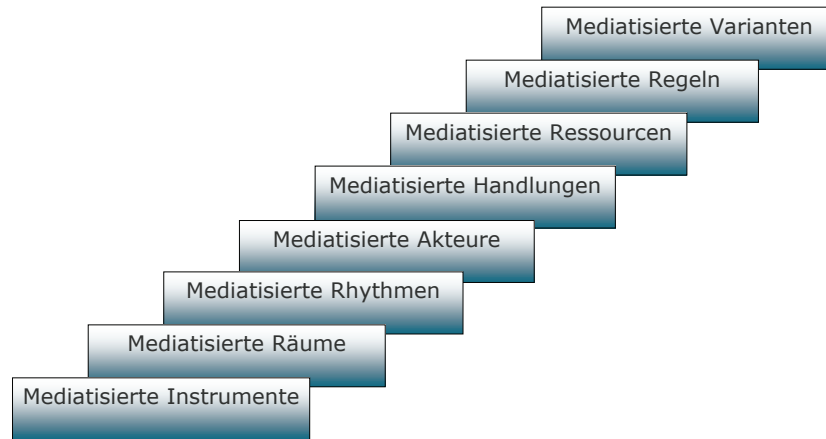 Mediatisierte Varianten
Mediatisierte Regeln
Mediatisierte Ressourcen
Mediatisierte Handlungen
Mediatisierte Akteure
Mediatisierte Rhythmen
Mediatisierte Räume
Mediatisierte Instrumente